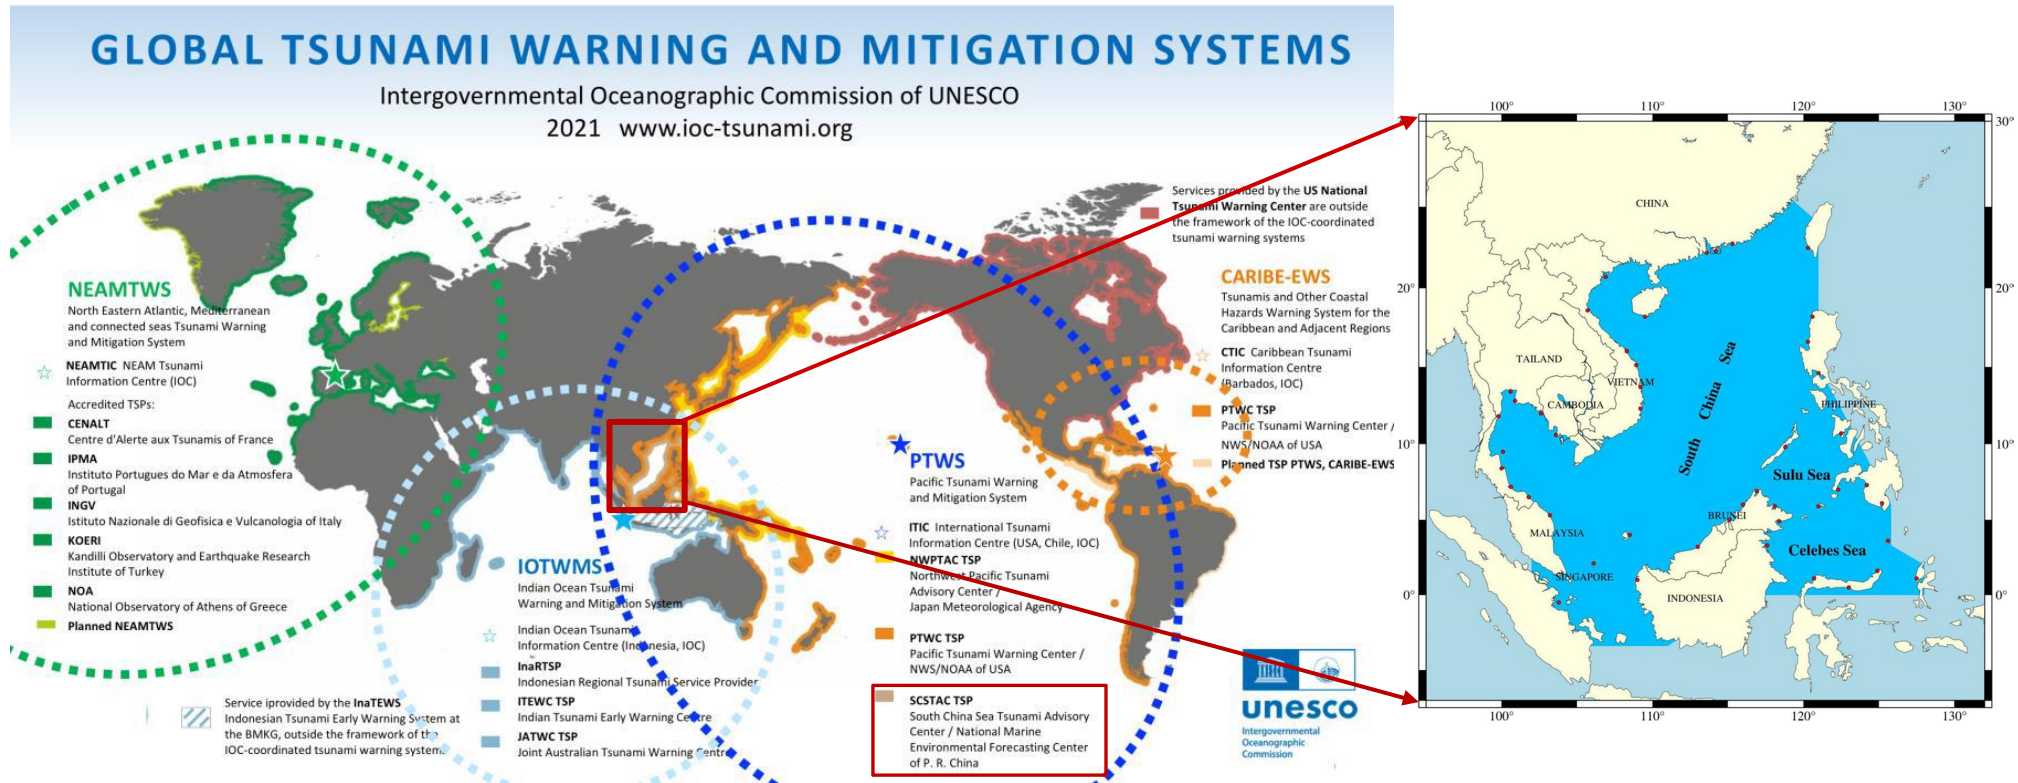 GLOBAL TSUNAMI WARNING AND MITIGATION SYSTEMS
Intergovernmental Oceanographic Commission of UNESCO
2021 www.ioc-tsunami.org
NEAMTWS
North Eastern Atlantic, Mediterranean
and connected seas Tsunami Warning
and Mitigation System
NEAMTIC NEAM Tsunami
Information Centre (IOC)
Accredited TSPs:
CENALT
Centre d'Alerte aux Tsunamis of France
IPMA
Instituto Portugues do Mar e da Atmosfera
of Portugal
INGV
Istituto Nazionale di Geofisica e Vulcanologia of Italy
KOERI
Kandilli Observatory and Earthquake Research
Institute of Turkey
NOA
National Observatory of Athens of Greece
Planned NEAMTWS
Service iprovided by the InaTEWS
Indonesian Tsunami Early Warning System at
the BMKG, outside the framework of the
IOC-coordinated tsunami warning systems
IOTWMS
Indian Ocean Tsunami
Warning and Mitigation System
Indian Ocean Tsunami
Information Centre (Indonesia, IOC)
InaRTSP
Indonesian Regional Tsunami Service Provider
ITEWC TSP
Indian Tsunami Early Warning Centre
JATWC TSP
Joint Australian Tsunami Warning Centre
PTWS
Pacific Tsunami Warning
and Mitigation System
ITIC International Tsunami
Information Centre (USA, Chile, IOC)
NWPTAC TSP
Northwest Pacific Tsunami
Advisory Center /
Japan Meteorological Agency
PTWC TSP
Pacific Tsunami Warning Center /
NWS/NOAA of USA
SCSTAC TSP
South China Sea Tsunami Advisory
Center / National Marine
Environmental Forecasting Center
of P. R. China
Services provided by the US National
Tsunami Warning Center are outside
the framework of the IOC-coordinated
tsunami warning systems
CARIBE-EWS
Tsunamis and Other Coastal
Hazards Warning System for the
Caribbean and Adjacent Regions
CTIC Caribbean Tsunami
Information Centre
(Barbados, IOC)
PTWC TSP
Pacific Tsunami Warning Center /
NWS/NOAA of USA
Planned TSP PTWS, CARIBE-EWS
unesco
Intergovernmental
Oceanographic
Commission
100° 110° 120° 130°
30°
CHINA
20° 20°
South China Sea
TAILAND
VIETNAM
CAMBODIA
PHILIPPINE
10° 10°
Sulu Sea
BRUNEI
MALAYSIA
Celebes Sea
SINGAPORE
INDONESIA
0° 0°
100° 110° 120° 130°